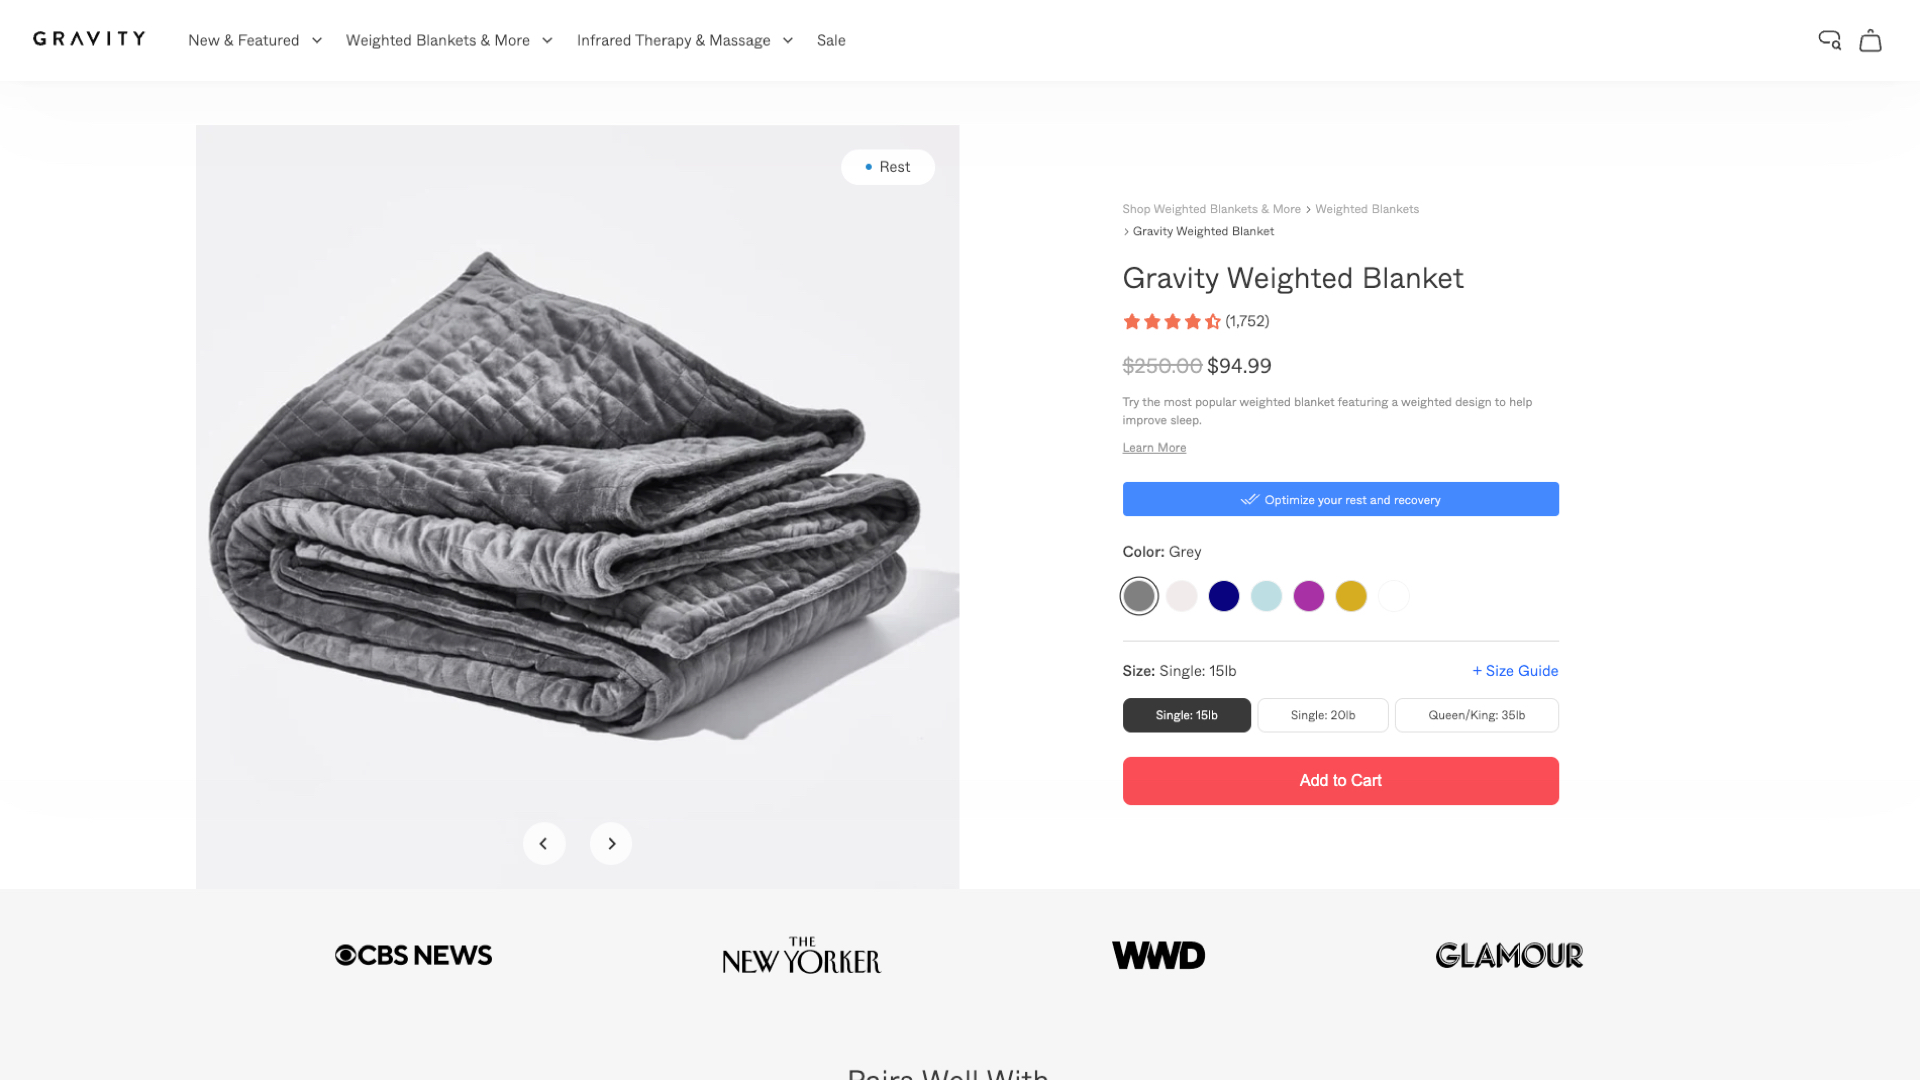 GRAVITY
New & Featured
Weighted Blankets & More
Infrared Therapy & Massage
Sale
Rest
Shop Weighted Blankets & More > Weighted Blankets
> Gravity Weighted Blanket
Gravity Weighted Blanket
(1,752)
$250.00 $94.99
Try the most popular weighted blanket featuring a weighted design to help
improve sleep.
Learn More
Optimize your rest and recovery
Color: Grey
Size: Single: 15lb
+ Size Guide
Single: 15lb
Single: 20lb
Queen/King: 35lb
Add to Cart
CBS NEWS
THE
NEW YORKER
WWD
GLAMOUR
Pairs Well With